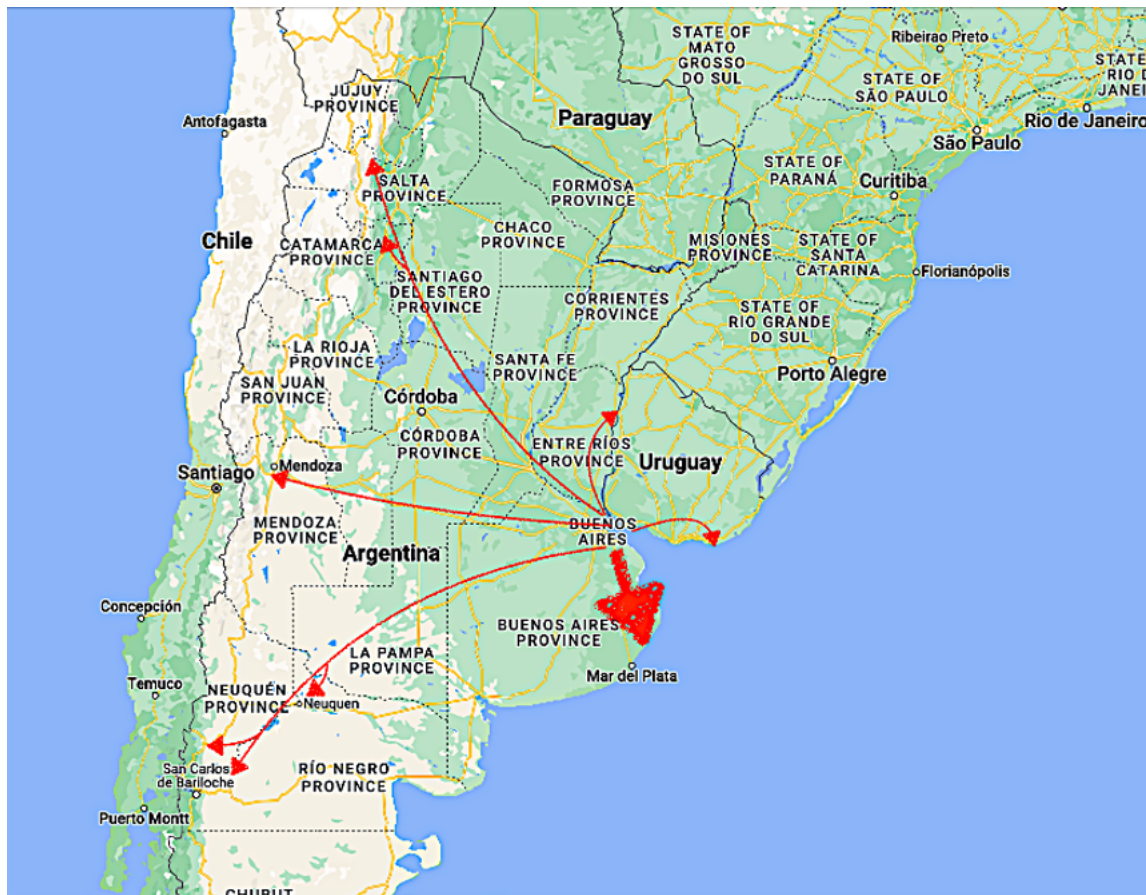 STATE OF
MATO
GROSSO
DO SUL
Ribeirao Preto
STATE OF
SÃO PAULO
STATE
RIO D
JANEI
JUJUY
PROVINCE
Antofagasta
Paraguay
Rio de Janeiro
São Paulo
SALTA
PROVINCE
FORMOSA
PROVINCE
STATE OF
PARANÁ
Curitiba
Chile
CATAMARCA
PROVINCE
CHACO
PROVINCE
MISIONES
PROVINCE
STATE OF
SANTA
CATARINA
Florianópolis
SANTIAGO
DEL ESTERO
PROVINCE
CORRIENTES
PROVINCE
STATE OF
RIO GRANDE
DO SUL
LA RIOJA
PROVINCE
SANTA FE
PROVINCE
Porto Alegre
SAN JUAN
PROVINCE
Córdoba
CÓRDOBA
PROVINCE
ENTRE RÍOS
PROVINCE
Uruguay
Mendoza
Santiago
MENDOZA
PROVINCE
BUENOS
AIRES
Argentina
Concepción
BUENOS AIRES
PROVINCE
LA PAMPA
PROVINCE
Mar del Plata
Temuco
NEUQUÉN
PROVINCE
Neuquen
San Carlos
de Bariloche
RÍO NEGRO
PROVINCE
Puerto Montt
CHUBUT